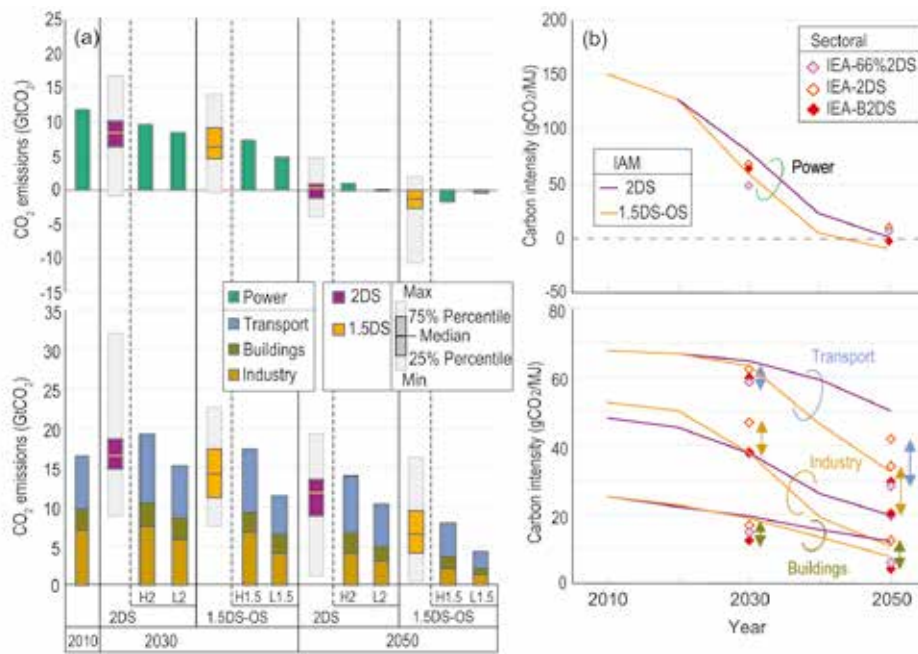 (a)
CO2 emissions (GtCO2)
25
20
15
10
5
0
-5
-10
-15
Power
Transport
Buildings
Industry
2DS
1.5DS
Max
75% Percentile
Median
25% Percentile
Min
CO2 emissions (GtCO2)
35
30
25
20
15
10
5
0
H2 L2 H1.5 L1.5 H2 L2 H1.5 L1.5
2DS 1.5DS-OS 2DS 1.5DS-OS
2010 2030 2050
(b)
Carbon intensity (gCO2/MJ)
200
150
100
50
0
-50
Sectoral
IEA-66%2DS
IEA-2DS
IEA-B2DS
IAM
2DS
1.5DS-OS
Power
Carbon intensity (gCO2/MJ)
80
60
40
20
0
Transport
Industry
Buildings
2010 2030 2050
Year